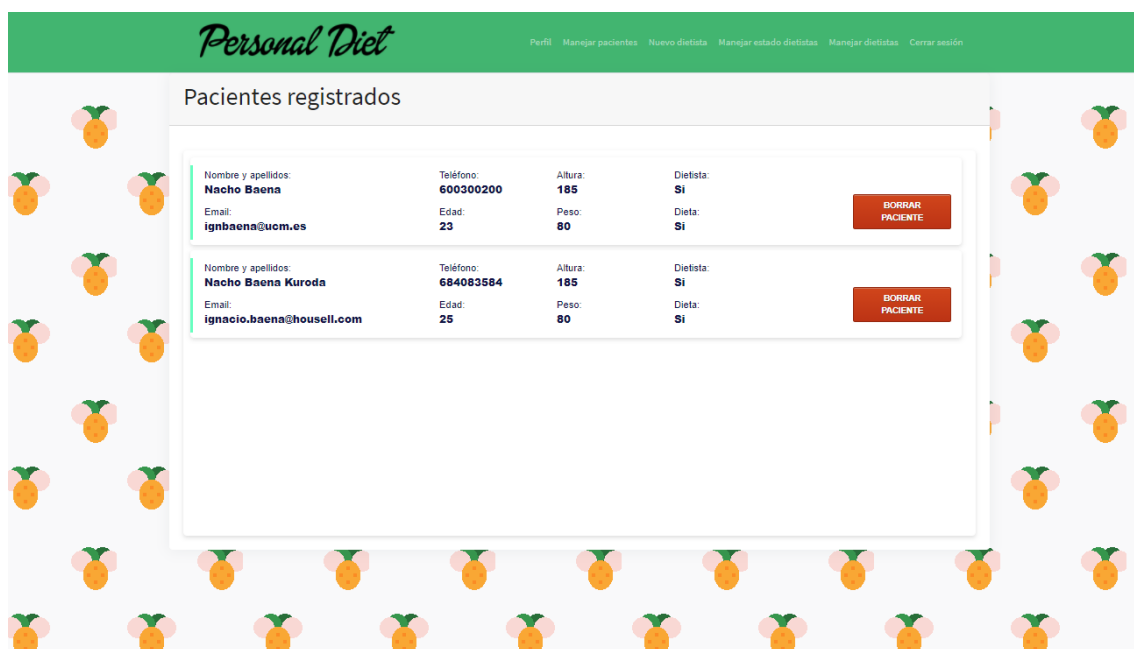 Personal Diet
Perfil Manejar pacientes Nuevo dietista Manejar estado dietistas Manejar dietistas Cerrar sesión
Pacientes registrados
Nombre y apellidos: Teléfono: Altura: Dietista:
Nacho Baena 600300200 185 Si
Email: Edad: Peso: Dieta:
ignbaena@ucm.es 23 80 Si
BORRAR
PACIENTE
Nombre y apellidos: Teléfono: Altura: Dietista:
Nacho Baena Kuroda 684083584 185 Si
Email: Edad: Peso: Dieta:
ignacio.baena@housell.com 25 80 Si
BORRAR
PACIENTE